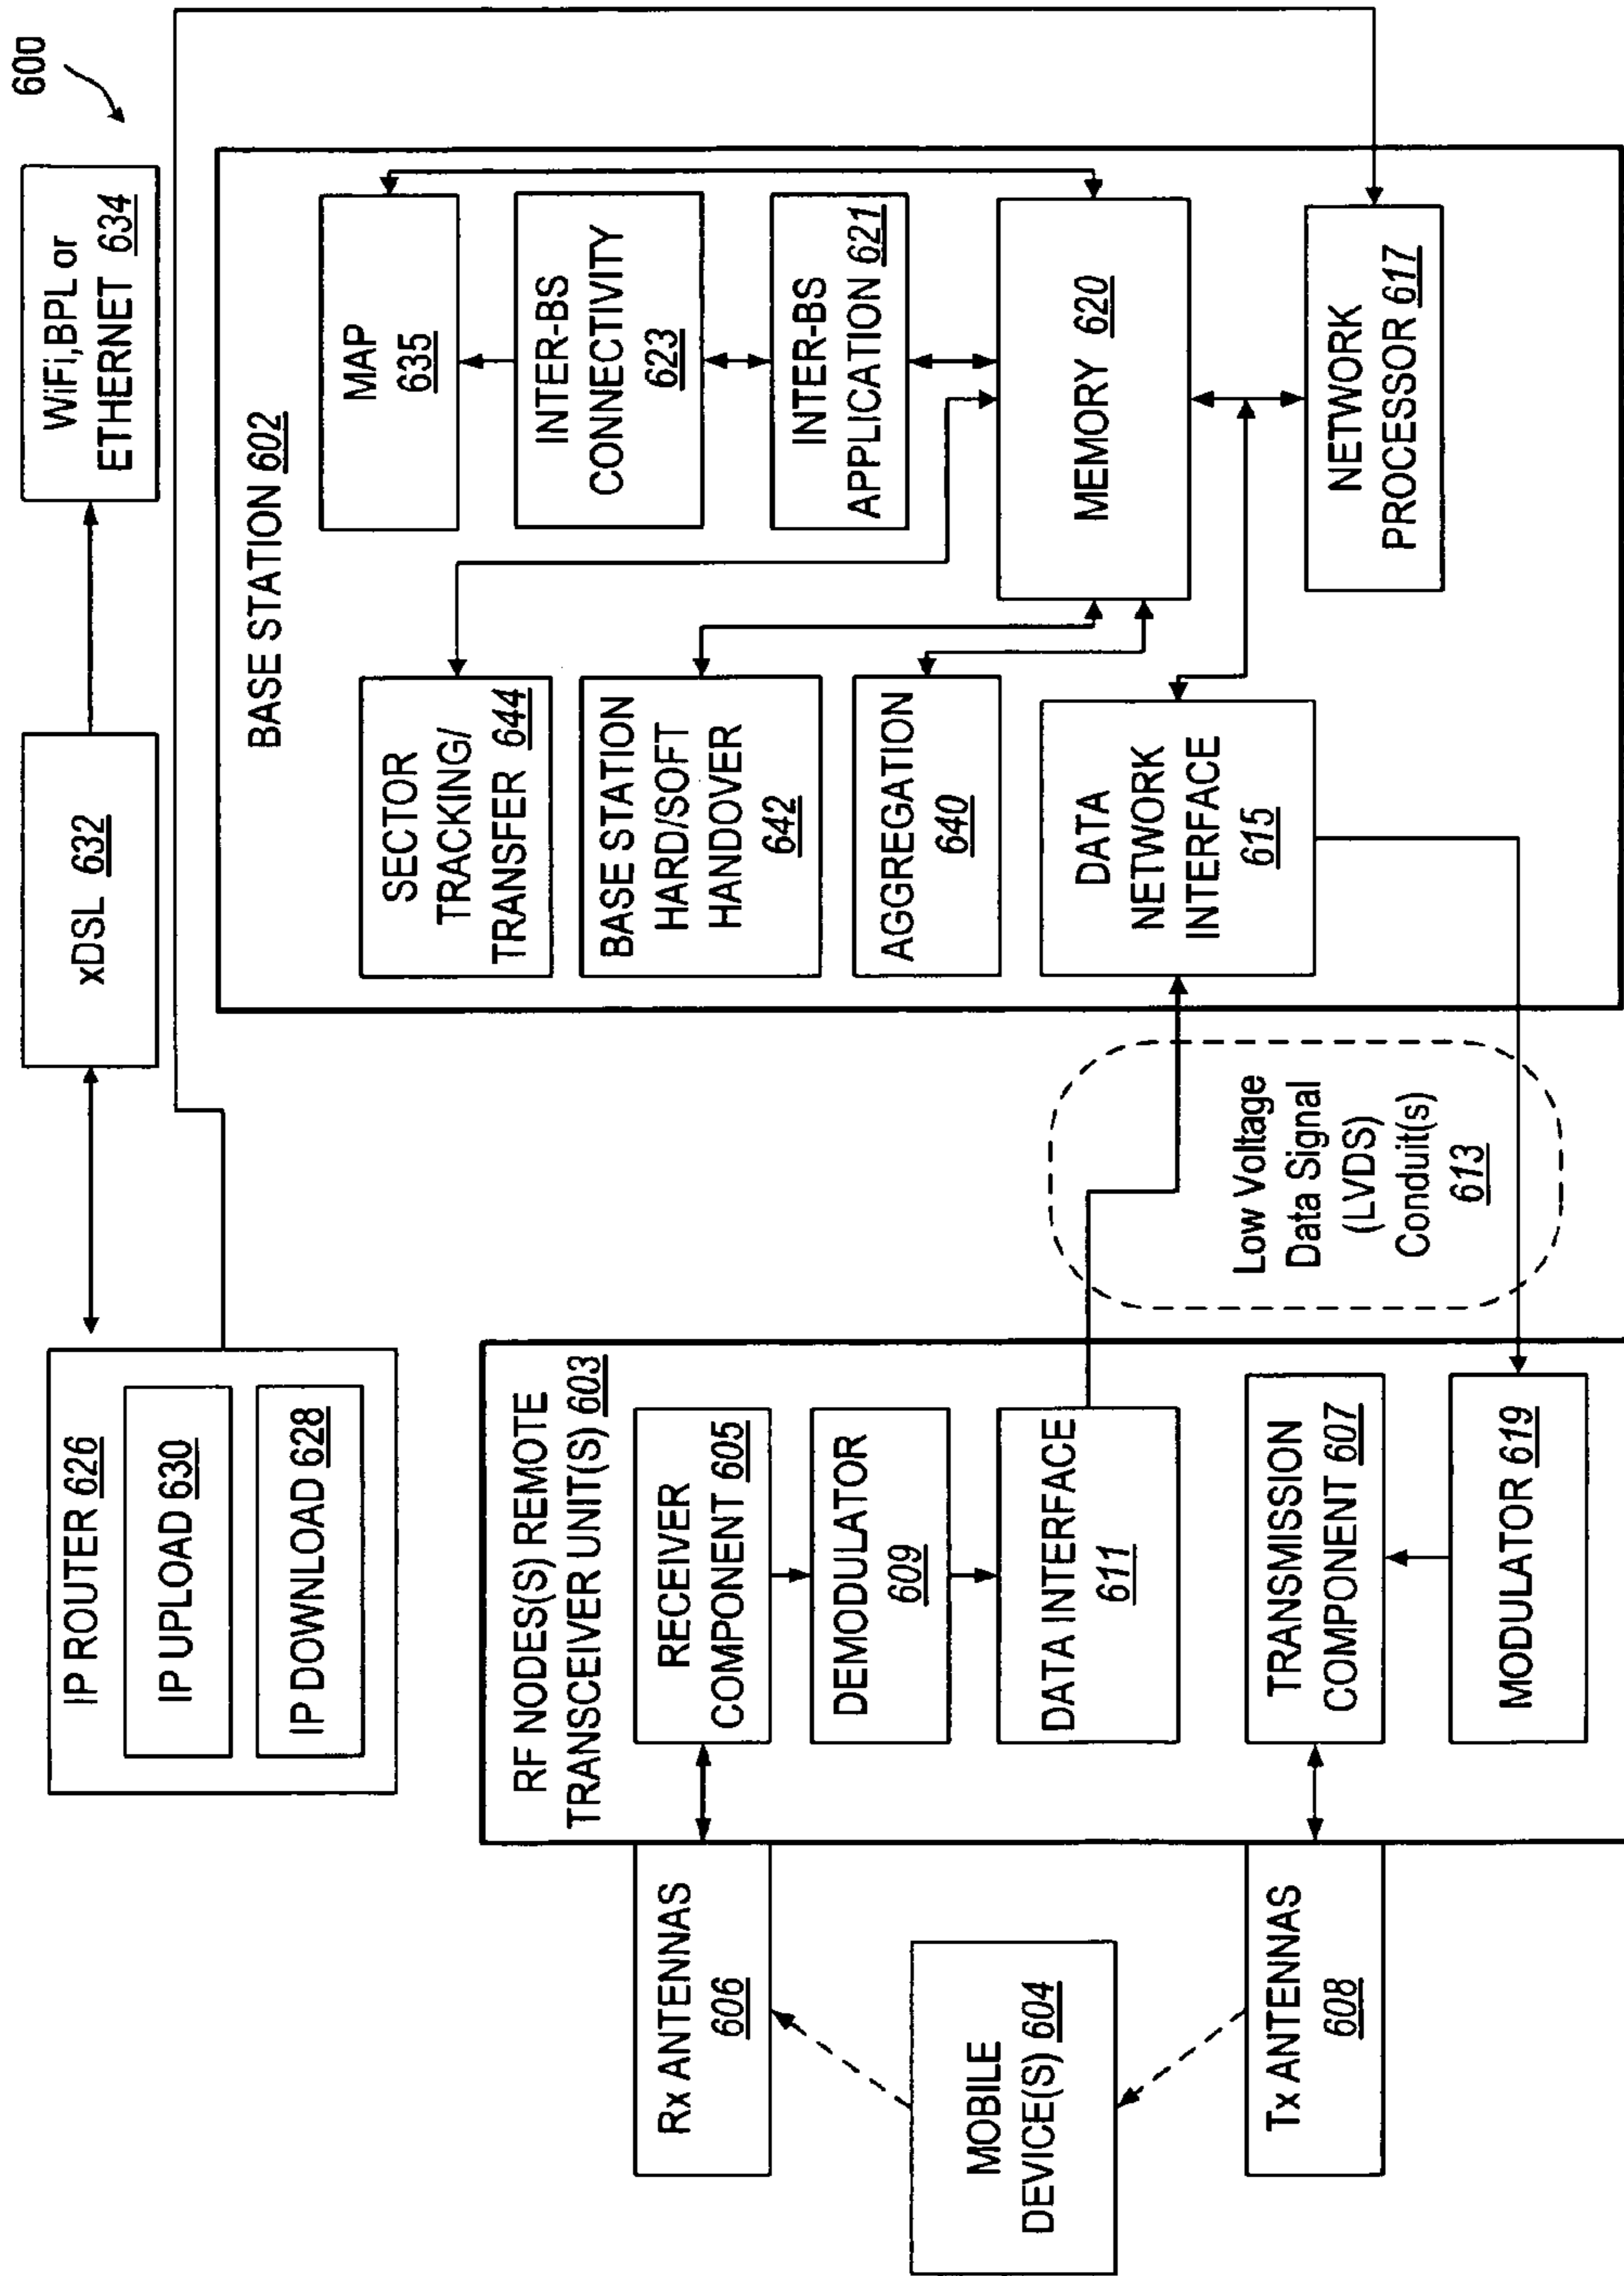 600
IP ROUTER 626
IP UPLOAD 630
IP DOWNLOAD 628
xDSL 632
WiFi,BPL or
ETHERNET 634
RF NODES(S) REMOTE
TRANSCEIVER UNIT(S) 603
RECEIVER
COMPONENT 605
DEMODULATOR
609
DATA INTERFACE
611
TRANSMISSION
COMPONENT 607
MODULATOR 619
Rx ANTENNAS
606
MOBILE
DEVICE(S) 604
Tx ANTENNAS
608
Low Voltage
Data Signal
(LVDS)
Conduit(s)
613
BASE STATION 602
SECTOR
TRACKING/
TRANSFER 644
BASE STATION
HARD/SOFT
HANDOVER
642
AGGREGATION
640
DATA
NETWORK
INTERFACE
615
MAP
635
INTER-BS
CONNECTIVITY
623
INTER-BS
APPLICATION 621
MEMORY 620
NETWORK
PROCESSOR 617